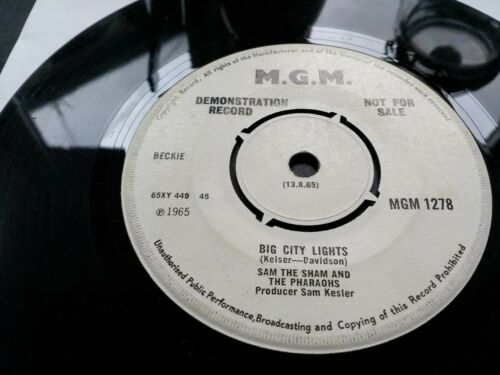 Copyright Record. All rights of the Manufacturer and of the Owner of the Recorded work reserved
M.G.M.
DEMONSTRATION RECORD
NOT FOR SALE
BECKIE
65XY 449 45
℗ 1965
(13.8.65)
MGM 1278
BIG CITY LIGHTS
(Kelser—Davidson)
SAM THE SHAM AND
THE PHARAOHS
Producer Sam Kesler
Unauthorised Public Performance, Broadcasting and Copying of this Record Prohibited